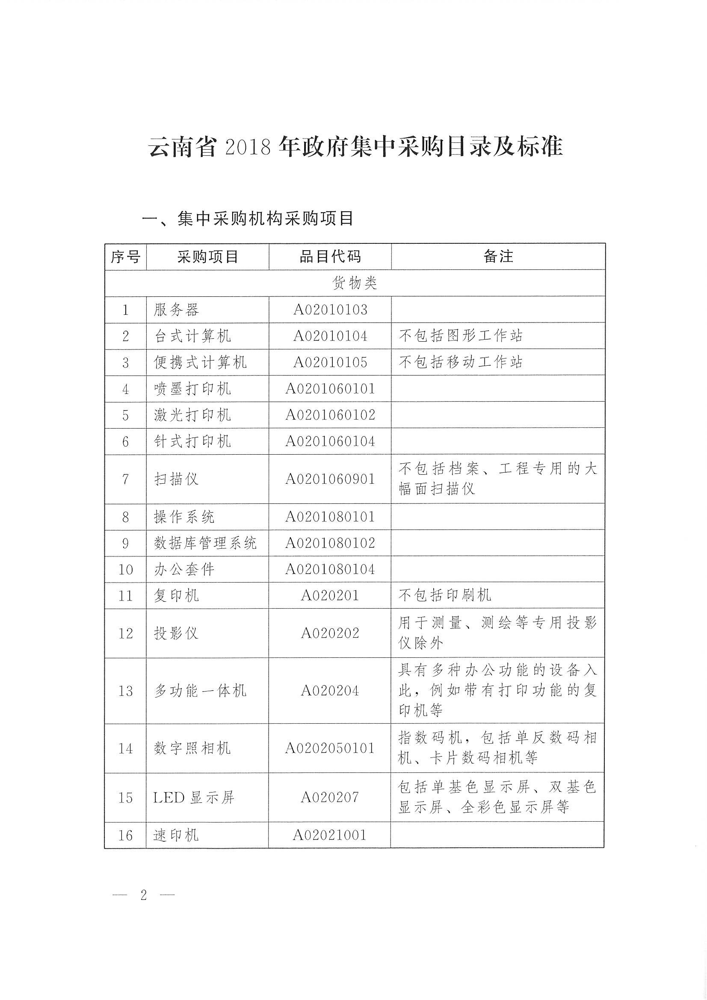 云南省 2018 年政府集中采购目录及标准
一、集中采购机构采购项目
序号 采购项目 品目代码 备注
货物类
1 服务器 A02010103
2 台式计算机 A02010104 不包括图形工作站
3 便携式计算机 A02010105 不包括移动工作站
4 喷墨打印机 A0201060101
5 激光打印机 A0201060102
6 针式打印机 A0201060104
7 扫描仪 A0201060901 不包括档案、工程专用的大
幅面扫描仪
8 操作系统 A0201080101
9 数据库管理系统 A0201080102
10 办公套件 A0201080104
11 复印机 A020201 不包括印刷机
12 投影仪 A020202 用于测量、测绘等专用投影
仪除外
13 多功能一体机 A020204 具有多种办公功能的设备入
此，例如带有打印功能的复
印机等
14 数字照相机 A0202050101 指数码机，包括单反数码相
机、卡片数码相机等
15 LED 显示屏 A020207 包括单基色显示屏、双基色
显示屏、全彩色显示屏等
16 速印机 A02021001
— 2 —